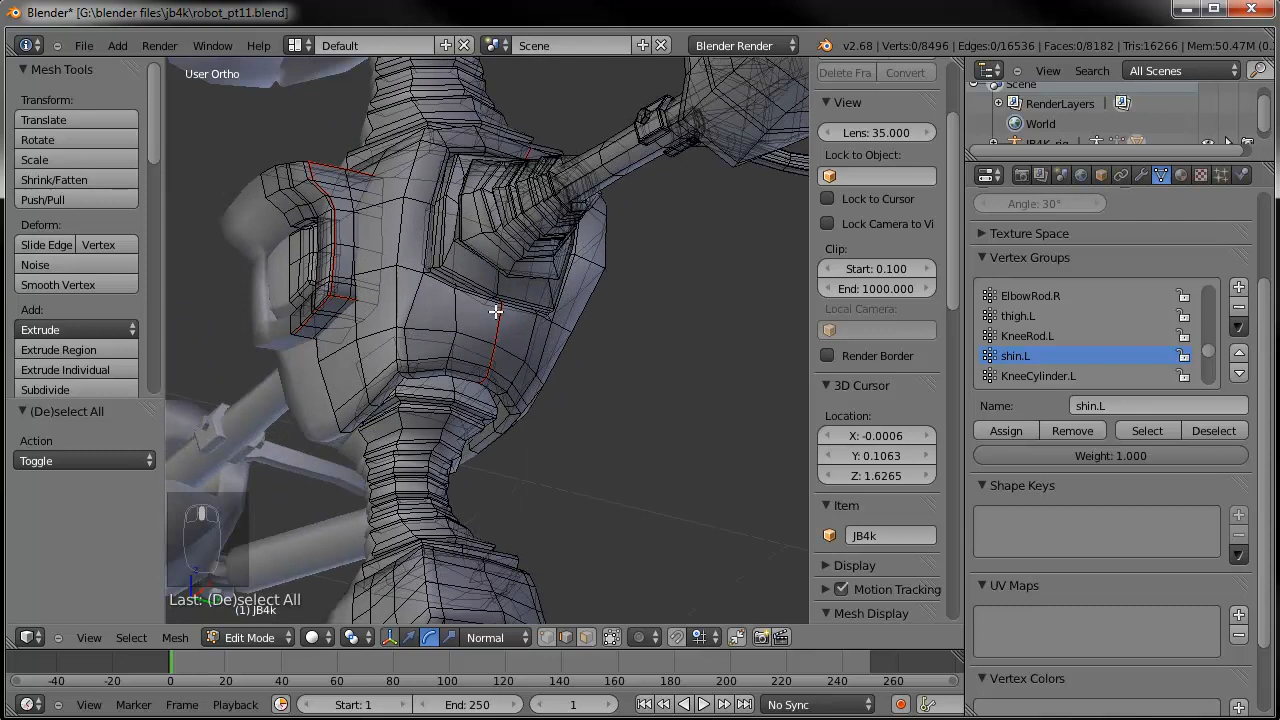 Blender* [G:\blender files\jb4k\robot_pt11.blend]
File Add Render Window Help Default Scene Blender Render v2.68 | Verts:0/8496 | Edges:0/16536 | Faces:0/8182 | Tris:16266 | Mem:50.47M (0.
Mesh Tools
Transform:
Translate
Rotate
Scale
Shrink/Fatten
Push/Pull
Deform:
Slide Edge Vertex
Noise
Smooth Vertex
Add:
Extrude
Extrude Region
Extrude Individual
Subdivide
(De)select All
Action
Toggle
User Ortho
Last: (De)select All
(1) JB4k
View Select Mesh Edit Mode Normal
Delete Fra Convert
View
Lens: 35.000
Lock to Object:
Lock to Cursor
Lock Camera to Vi
Clip:
Start: 0.100
End: 1000.000
Local Camera:
Render Border
3D Cursor
Location:
X: -0.0006
Y: 0.1063
Z: 1.6265
Item
JB4k
Display
Motion Tracking
Mesh Display
View Search All Scenes
Scene
RenderLayers
World
JB4K_rig
Angle: 30°
Texture Space
Vertex Groups
ElbowRod.R
thigh.L
KneeRod.L
shin.L
KneeCylinder.L
Name: shin.L
Assign Remove Select Deselect
Weight: 1.000
Shape Keys
UV Maps
Vertex Colors
-40 -20 0 20 40 60 80 100 120 140 160 180 200 220 240 260
View Marker Frame Playback Start: 1 End: 250 1 No Sync